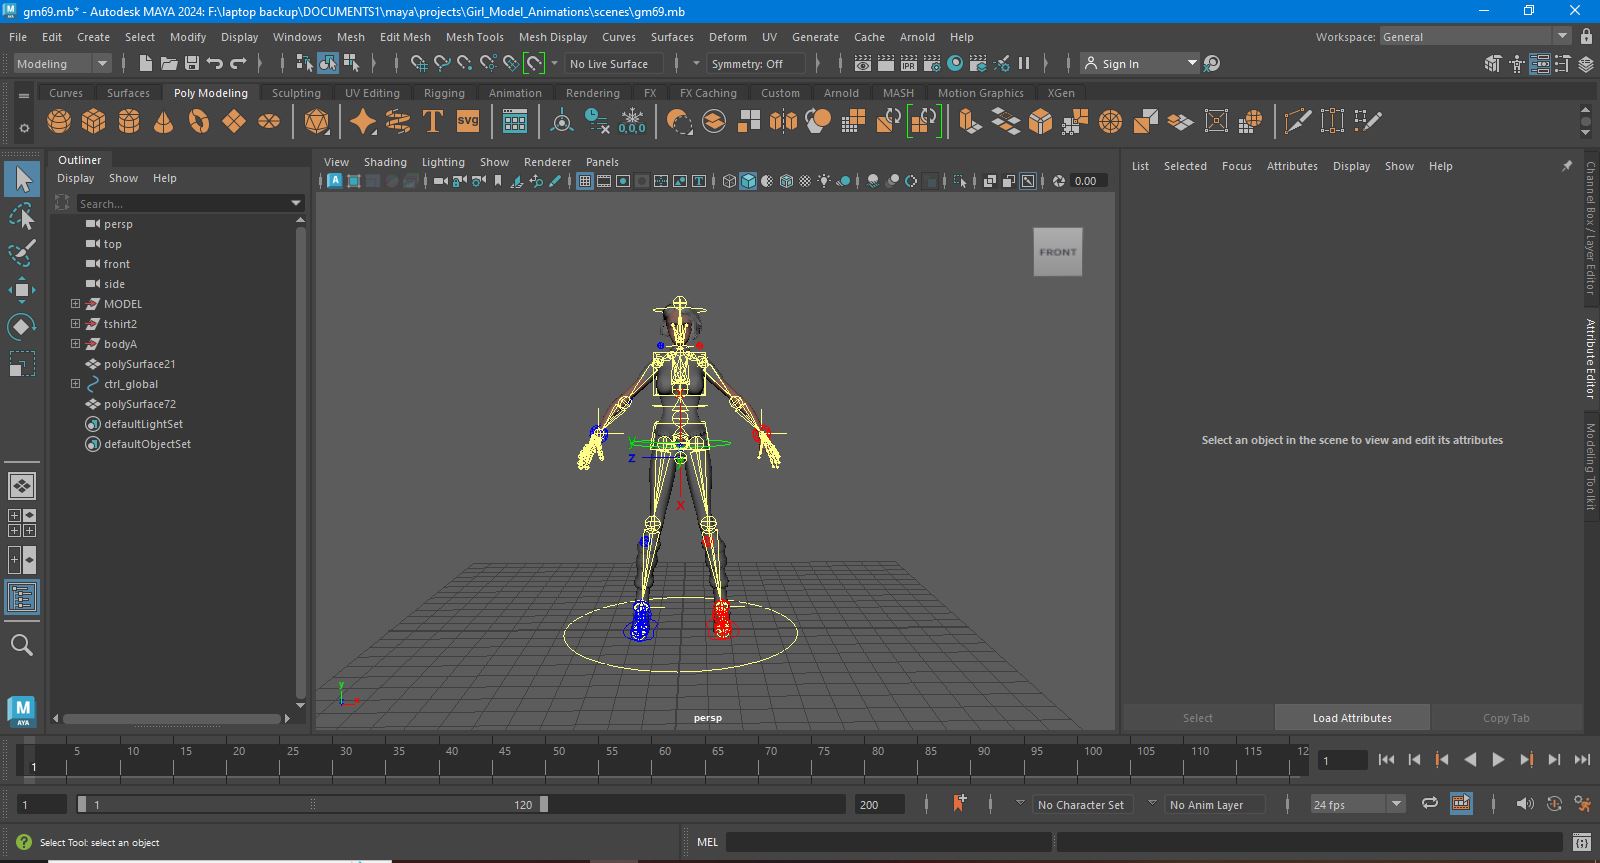 gm69.mb* - Autodesk MAYA 2024: F:\laptop backup\DOCUMENTS1\maya\projects\Girl_Model_Animations\scenes\gm69.mb
File Edit Create Select Modify Display Windows Mesh Edit Mesh Mesh Tools Mesh Display Curves Surfaces Deform UV Generate Cache Arnold Help Workspace: General
Modeling No Live Surface Symmetry: Off IPR Sign In
Curves Surfaces Poly Modeling Sculpting UV Editing Rigging Animation Rendering FX FX Caching Custom Arnold MASH Motion Graphics XGen
T SVG 0,0,0
Outliner
Display Show Help
Search...
persp
top
front
side
MODEL
tshirt2
bodyA
polySurface21
ctrl_global
polySurface72
defaultLightSet
defaultObjectSet
View Shading Lighting Show Renderer Panels
A T 0.00
FRONT
Y
Z
X
y
persp
List Selected Focus Attributes Display Show Help
Select an object in the scene to view and edit its attributes
Select Load Attributes Copy Tab
Channel Box / Layer Editor
Attribute Editor
Modeling Toolkit
M
AYA
5 10 15 20 25 30 35 40 45 50 55 60 65 70 75 80 85 90 95 100 105 110 115 12
1 1
1 1 120 200 No Character Set No Anim Layer 24 fps
? Select Tool: select an object MEL